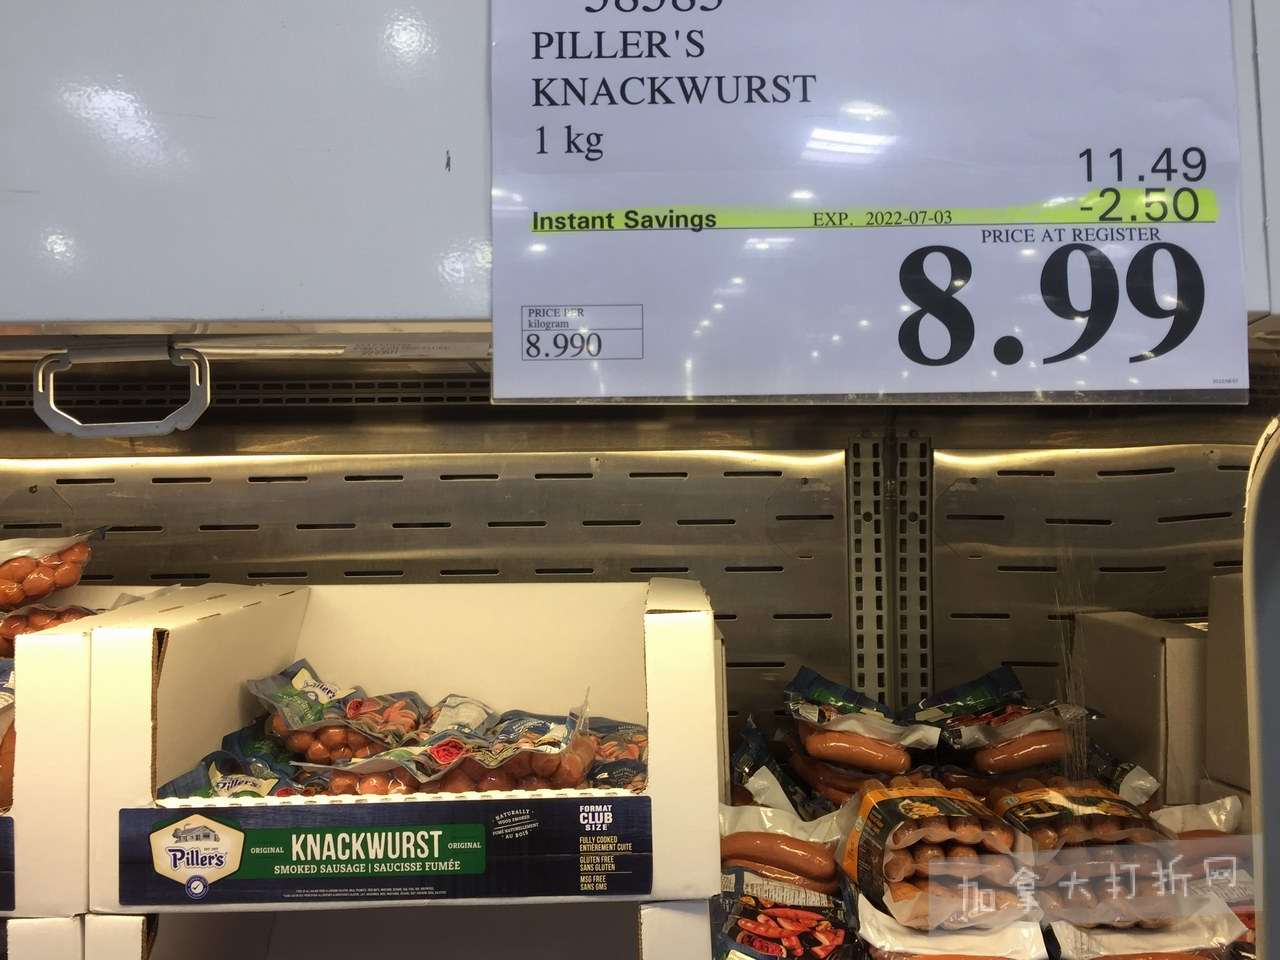 PILLER'S
KNACKWURST
1 kg
11.49
Instant Savings EXP. 2022-07-03 -2.50
PRICE AT REGISTER
8.99
PRICE PER
kilogram
8.990
Piller's
Piller's
Piller's
ORIGINAL KNACKWURST ORIGINAL
SMOKED SAUSAGE | SAUCISSE FUMÉE
NATURALLY
WOOD SMOKED
FUMÉ NATURELLEMENT
AU BOIS
FORMAT
CLUB
SIZE
FULLY COOKED
ENTIÈREMENT CUITE
GLUTEN FREE
SANS GLUTEN
MSG FREE
SANS GMS
加拿大打折网